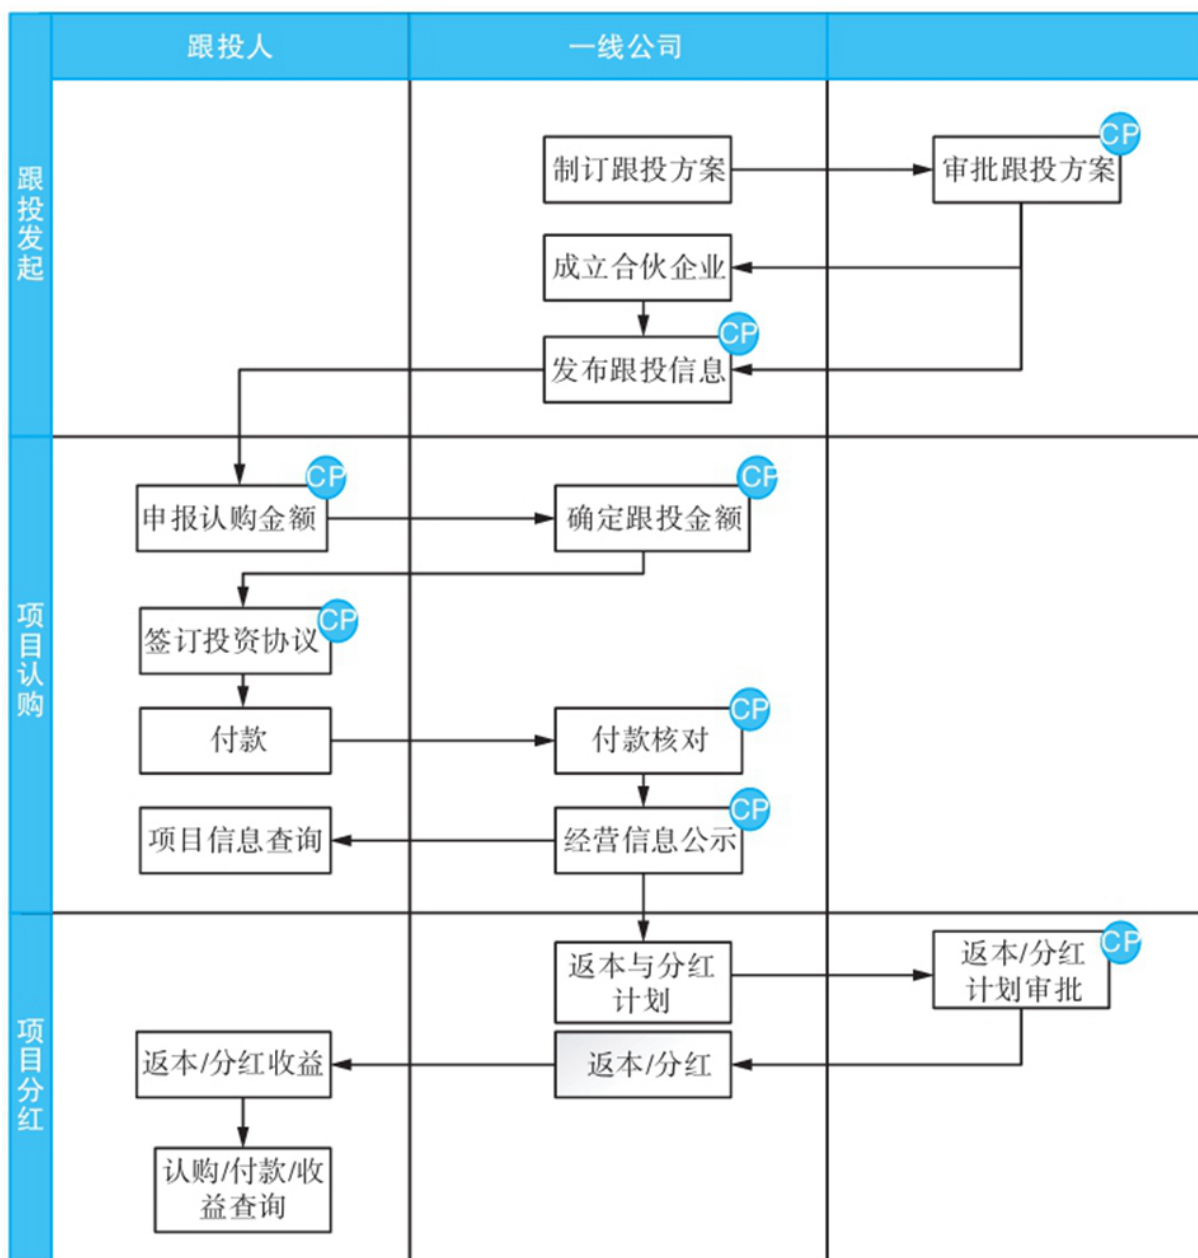 跟投人
一线公司
跟投发起
制订跟投方案
CP
审批跟投方案
成立合伙企业
CP
发布跟投信息
项目认购
CP
申报认购金额
CP
确定跟投金额
CP
签订投资协议
付款
CP
付款核对
项目信息查询
CP
经营信息公示
项目分红
返本与分红
计划
CP
返本/分红
计划审批
返本/分红收益
返本/分红
认购/付款/收
益查询